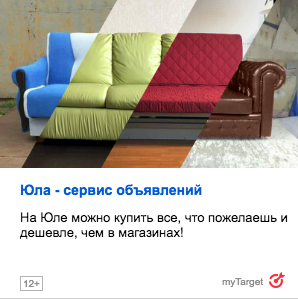 Юла - сервис объявлений
На Юле можно купить все, что пожелаешь и
дешевле, чем в магазинах!
12+
myTarget